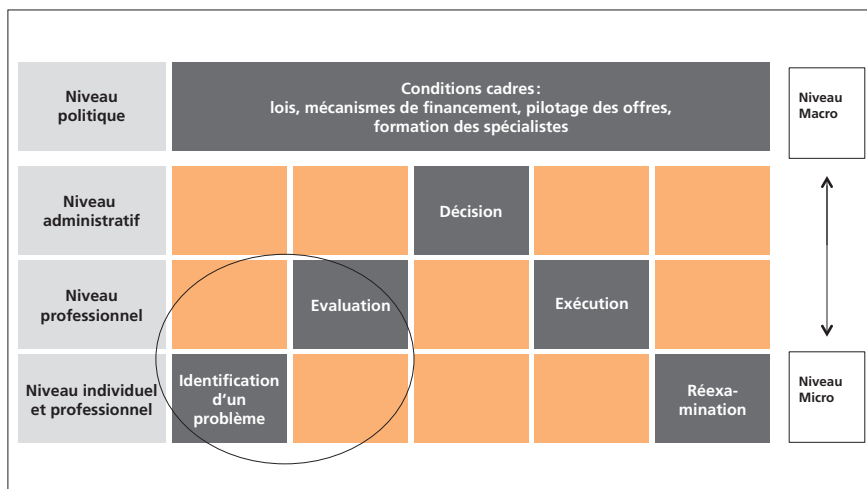 Niveau
politique
Conditions cadres:
lois, mécanismes de financement, pilotage des offres,
formation des spécialistes
Niveau
Macro
Niveau
administratif
Décision
Niveau
professionnel
Evaluation
Exécution
Niveau individuel
et professionnel
Identification
d'un
problème
Réexa-
mination
Niveau
Micro